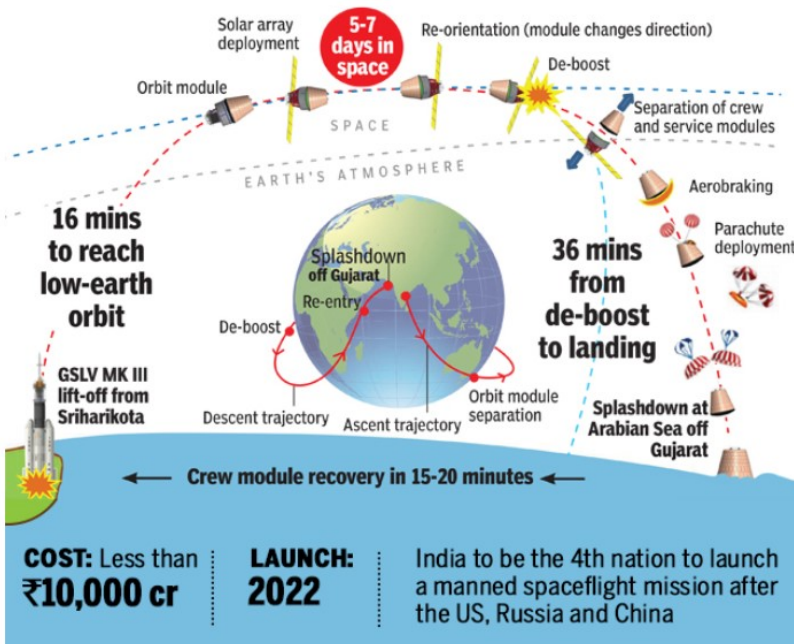 Solar array
deployment
5-7
days in
space
Re-orientation (module changes direction)
De-boost
Orbit module
Separation of crew
and service modules
SPACE
EARTH'S ATMOSPHERE
Aerobraking
16 mins
to reach
low-earth
orbit
Parachute
deployment
36 mins
from
de-boost
to landing
Splashdown
off Gujarat
Re-entry
De-boost
GSLV MK III
lift-off from
Sriharikota
Descent trajectory
Ascent trajectory
Orbit module
separation
Splashdown at
Arabian Sea off
Gujarat
Crew module recovery in 15-20 minutes
COST: Less than
₹10,000 cr
LAUNCH:
2022
India to be the 4th nation to launch
a manned spaceflight mission after
the US, Russia and China